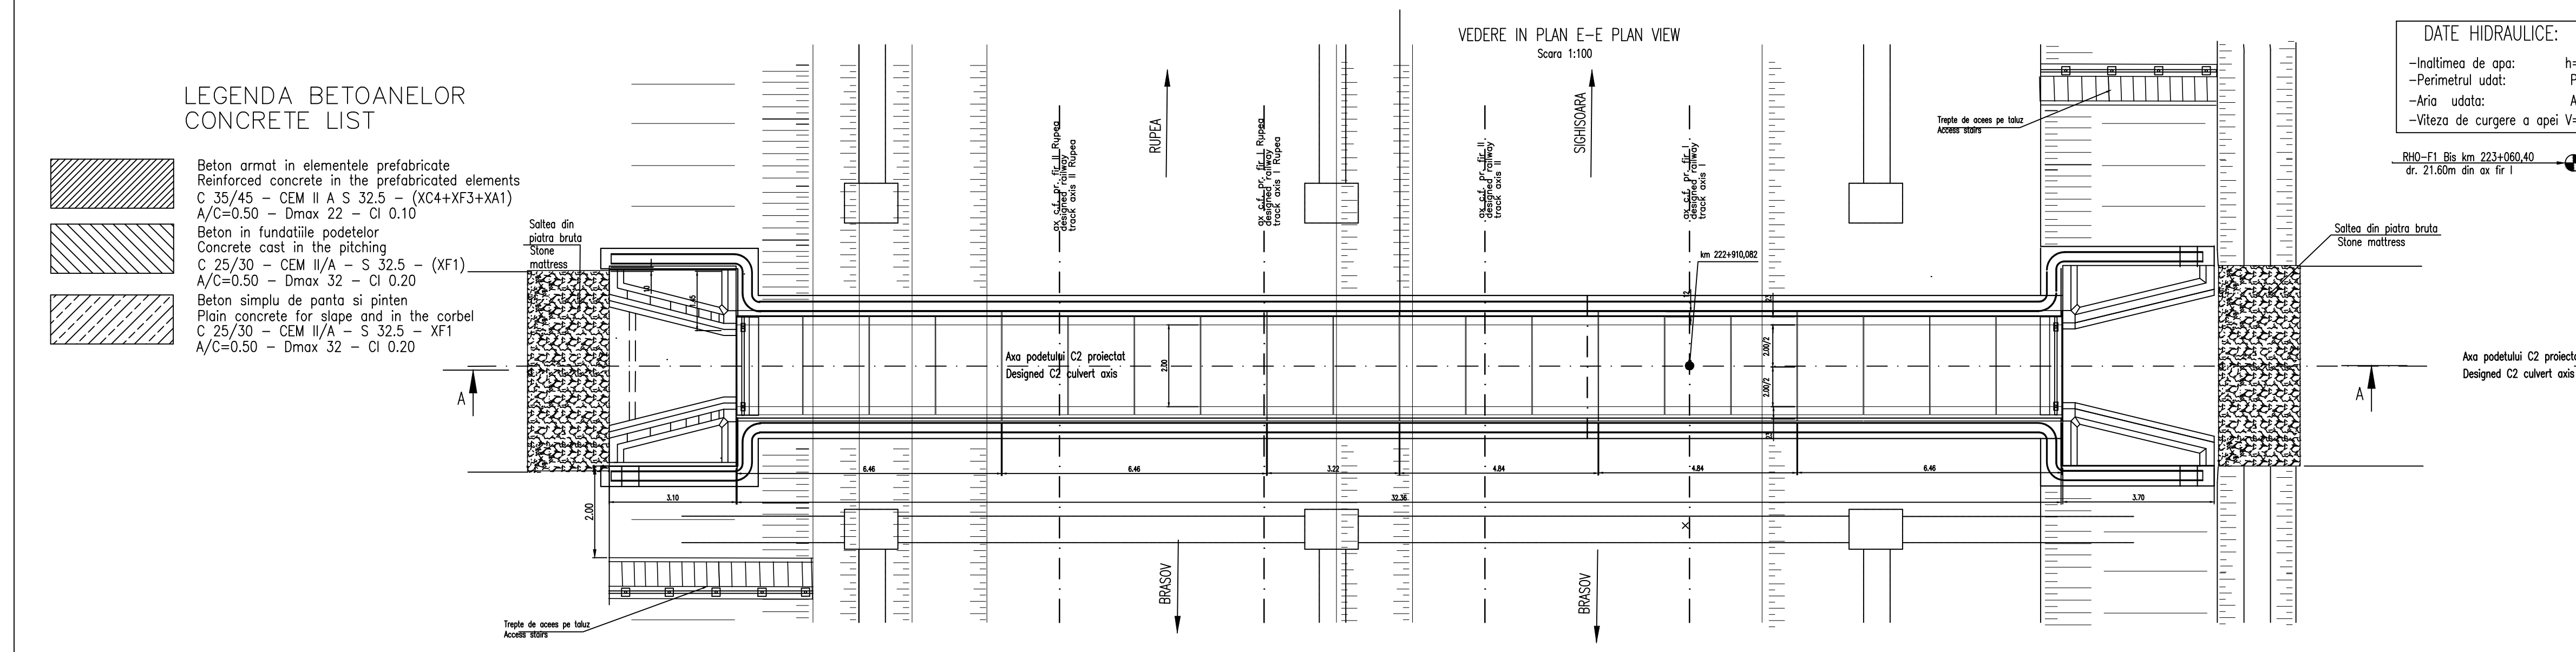 VEDERE IN PLAN E-E PLAN VIEW
Scara 1:100
DATE HIDRAULICE:
-Inaltimea de apa: h=
-Perimetrul udat: P
-Aria udata: A
-Viteza de curgere a apei V=
RHO-F1 Bis km 223+060,40
dr. 21.60m din ax fir I
LEGENDA BETOANELOR
CONCRETE LIST
Beton armat in elementele prefabricate
Reinforced concrete in the prefabricated elements
C 35/45 - CEM II A S 32.5 - (XC4+XF3+XA1)
A/C=0.50 - Dmax 22 - Cl 0.10
Beton in fundatiile podetelor
Concrete cast in the pitching
C 25/30 - CEM II/A - S 32.5 - (XF1)
A/C=0.50 - Dmax 32 - Cl 0.20
Beton simplu de panta si pinten
Plain concrete for slape and in the corbel
C 25/30 - CEM II/A - S 32.5 - XF1
A/C=0.50 - Dmax 32 - Cl 0.20
Saltea din
piatra bruta
Stone
mattress
ax c.f. pr. fir II Rupea
designed railway
track axis II Rupea
RUPEA
ax c.f. pr. fir I Rupea
designed railway
track axis I Rupea
ax c.f. pr. fir II
designed railway
track axis II
SIGHISOARA
ax c.f. pr. fir I
designed railway
track axis I
km 222+910,082
Trepte de acees pe taluz
Access stairs
Saltea din piatra bruta
Stone mattress
Axa podetului C2 proiectat
Designed C2 culvert axis
2.00
2.00/2
2.00/2
A
A
Axa podetului C2 proiecta
Designed C2 culvert axis
6.46
6.46
3.22
4.84
4.84
6.46
3.10
32.36
3.70
2.00
BRASOV
BRASOV
Trepte de acees pe taluz
Access stairs